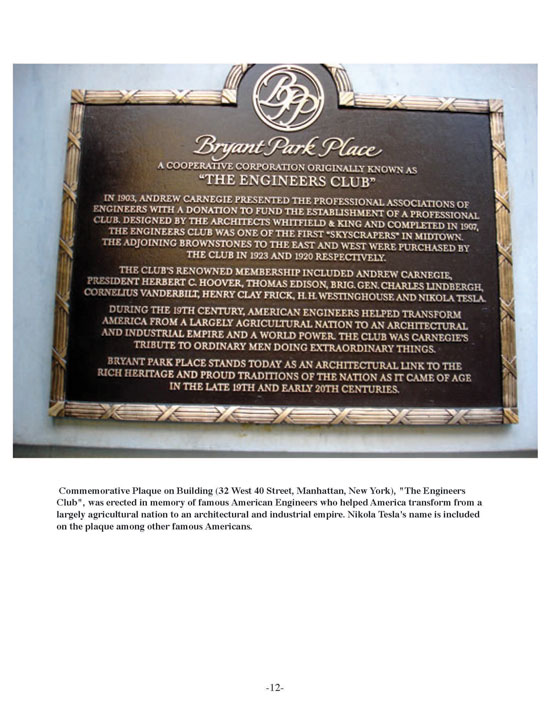 BPP
Bryant Park Place
A COOPERATIVE CORPORATION ORIGINALLY KNOWN AS
"THE ENGINEERS CLUB"
IN 1903, ANDREW CARNEGIE PRESENTED THE PROFESSIONAL ASSOCIATIONS OF
ENGINEERS WITH A DONATION TO FUND THE ESTABLISHMENT OF A PROFESSIONAL
CLUB. DESIGNED BY THE ARCHITECTS WHITFIELD & KING AND COMPLETED IN 1907,
THE ENGINEERS CLUB WAS ONE OF THE FIRST "SKYSCRAPERS" IN MIDTOWN.
THE ADJOINING BROWNSTONES TO THE EAST AND WEST WERE PURCHASED BY
THE CLUB IN 1923 AND 1920 RESPECTIVELY.
THE CLUB'S RENOWNED MEMBERSHIP INCLUDED ANDREW CARNEGIE,
PRESIDENT HERBERT C. HOOVER, THOMAS EDISON, BRIG. GEN. CHARLES LINDBERGH,
CORNELIUS VANDERBILT, HENRY CLAY FRICK, H.H. WESTINGHOUSE AND NIKOLA TESLA.
DURING THE 19TH CENTURY, AMERICAN ENGINEERS HELPED TRANSFORM
AMERICA FROM A LARGELY AGRICULTURAL NATION TO AN ARCHITECTURAL
AND INDUSTRIAL EMPIRE AND A WORLD POWER. THE CLUB WAS CARNEGIE'S
TRIBUTE TO ORDINARY MEN DOING EXTRAORDINARY THINGS.
BRYANT PARK PLACE STANDS TODAY AS AN ARCHITECTURAL LINK TO THE
RICH HERITAGE AND PROUD TRADITIONS OF THE NATION AS IT CAME OF AGE
IN THE LATE 19TH AND EARLY 20TH CENTURIES.
Commemorative Plaque on Building (32 West 40 Street, Manhattan, New York), "The Engineers
Club", was erected in memory of famous American Engineers who helped America transform from a
largely agricultural nation to an architectural and industrial empire. Nikola Tesla's name is included
on the plaque among other famous Americans.
-12-